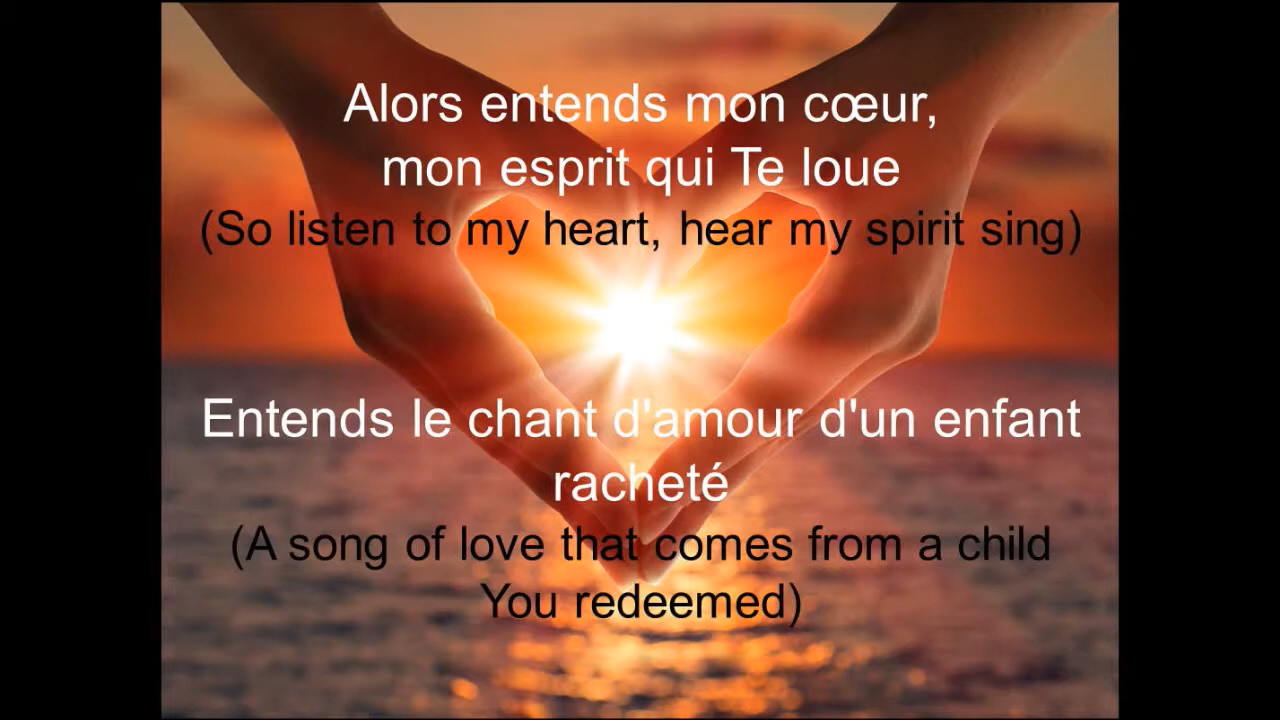 Alors entends mon cœur,
mon esprit qui Te loue
(So listen to my heart, hear my spirit sing)
Entends le chant d'amour d'un enfant
racheté
(A song of love that comes from a child
You redeemed)